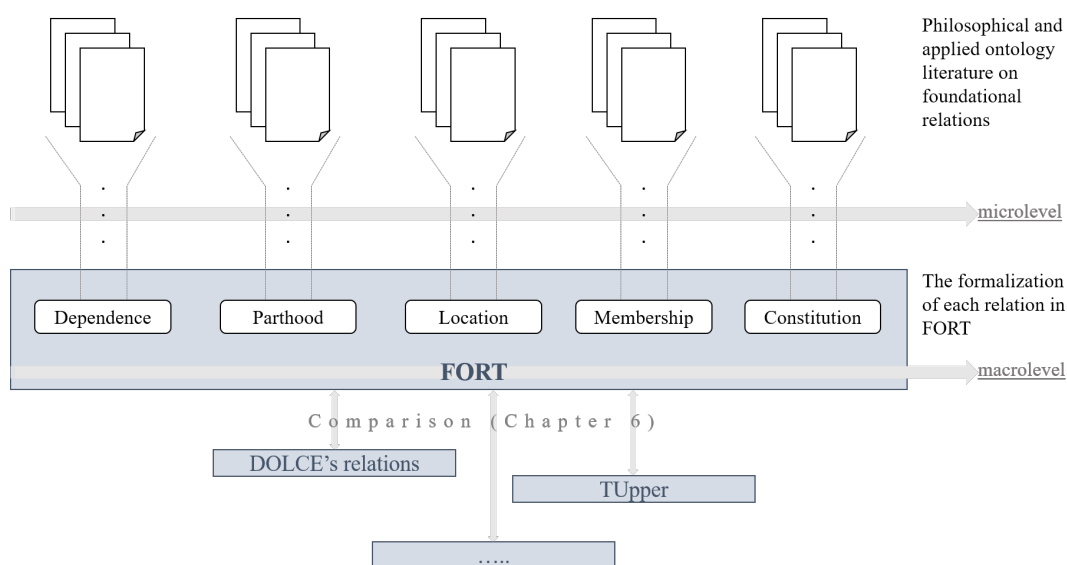 Philosophical and
applied ontology
literature on
foundational
relations
microlevel
The formalization
of each relation in
FORT
Dependence
Parthood
Location
Membership
Constitution
FORT
macrolevel
Comparison (Chapter 6)
DOLCE’s relations
TUpper
…..